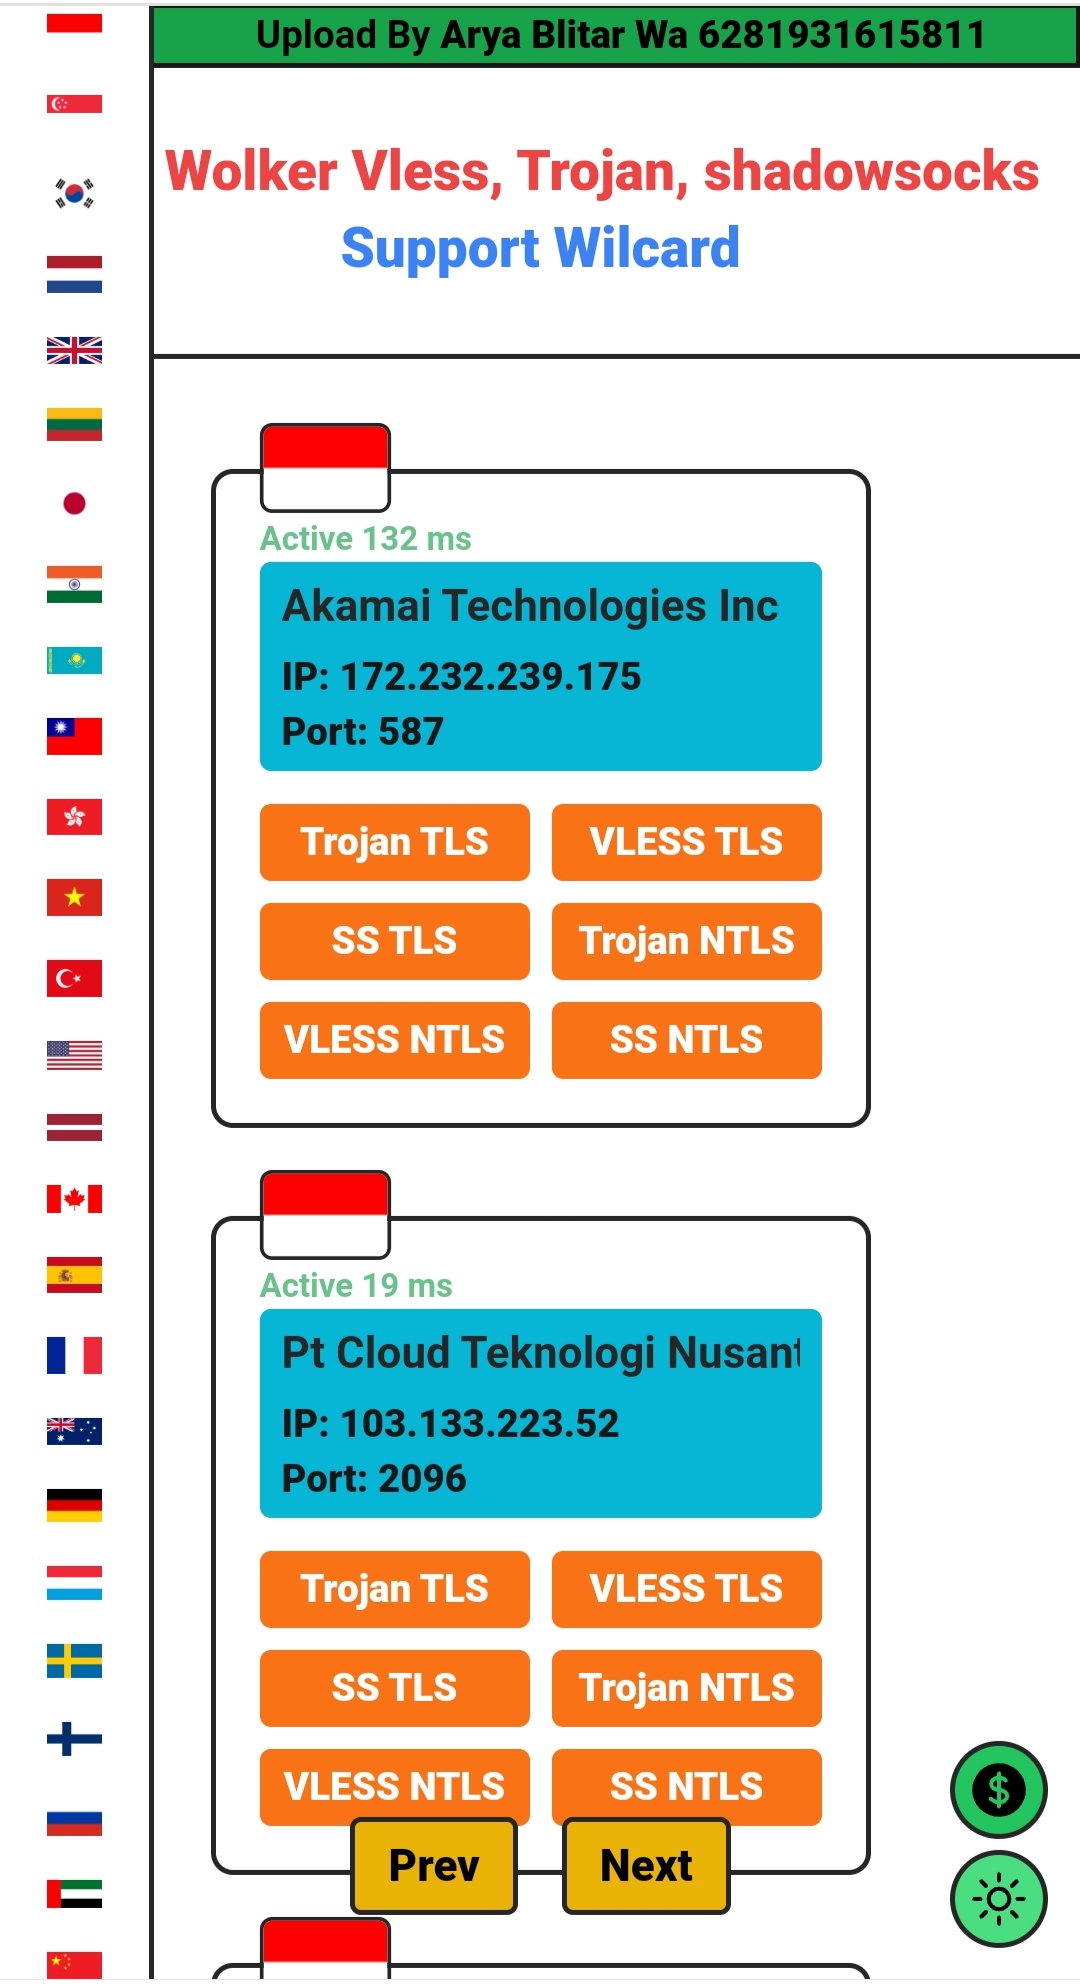 Upload By Arya Blitar Wa 6281931615811
Wolker Vless, Trojan, shadowsocks
Support Wilcard
Active 132 ms
Akamai Technologies Inc
IP: 172.232.239.175
Port: 587
Trojan TLS
VLESS TLS
SS TLS
Trojan NTLS
VLESS NTLS
SS NTLS
Active 19 ms
Pt Cloud Teknologi Nusant
IP: 103.133.223.52
Port: 2096
Trojan TLS
VLESS TLS
SS TLS
Trojan NTLS
VLESS NTLS
SS NTLS
Prev
Next
$